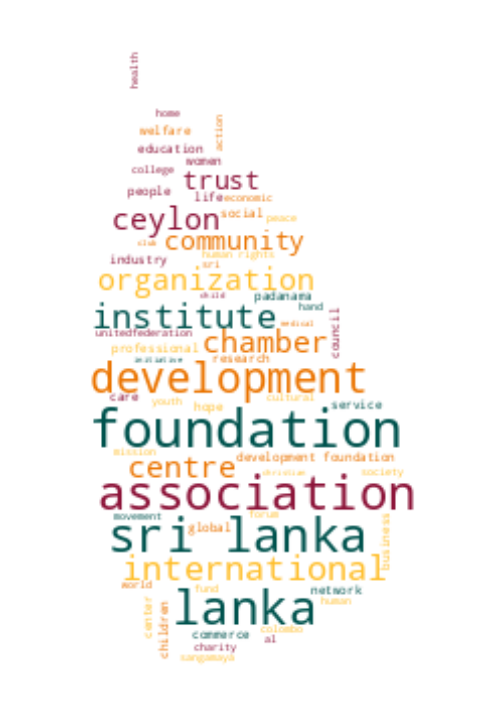 health
home
action
welfare
education
women
college
trust
people
life economic
ceylon social peace
club community
human rights
industry sri
organization
child padanama
institute hand
medical
unitedfederation council
chamber
professional
initiative research
development
care youth cultural
hope service
foundation
mission
development foundation
centre christian society
association
movement forum
global business
sri lanka
international
world fund network
center children lanka human
commerce colombo
al
charity
sangamaya